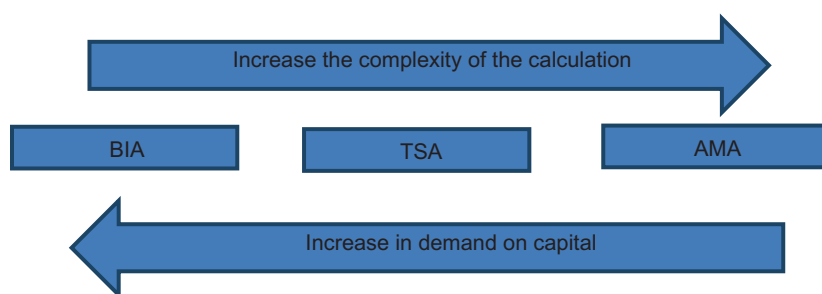 Increase the complexity of the calculation
BIA
TSA
AMA
Increase in demand on capital